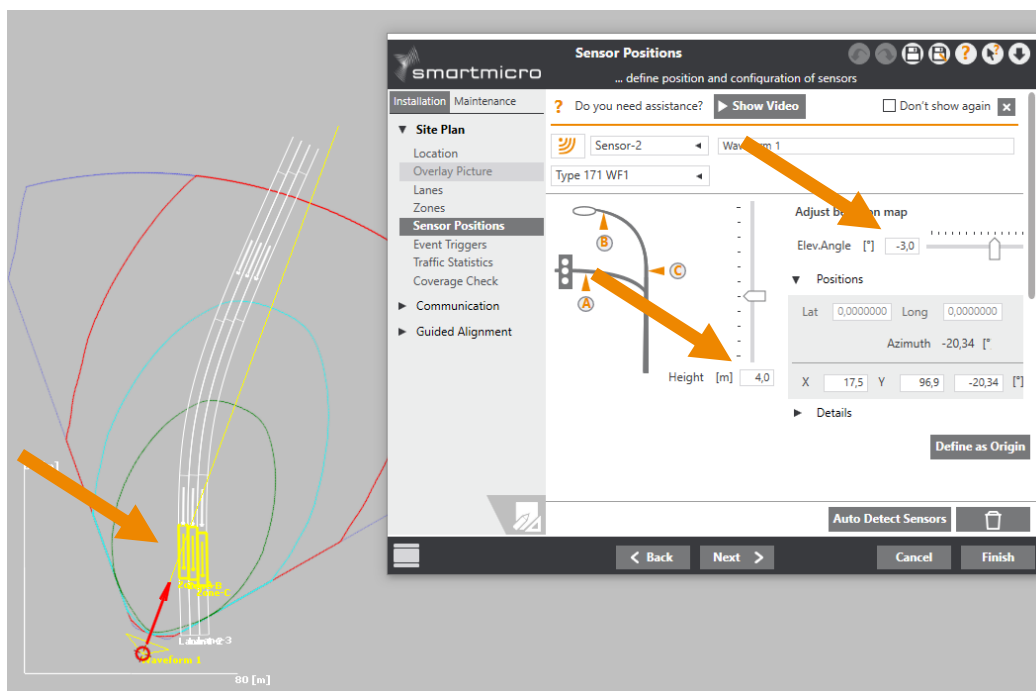 smartmicro
Sensor Positions
... define position and configuration of sensors
Installation
Maintenance
? Do you need assistance?
Show Video
Don't show again
Site Plan
Location
Overlay Picture
Lanes
Zones
Sensor Positions
Event Triggers
Traffic Statistics
Coverage Check
Communication
Guided Alignment
Sensor-2
1
Type 171 WF1
B
C
A
Height [m] 4,0
map
Elev.Angle [°] -3,0
Positions
Lat 0,0000000 Long 0,0000000
Azimuth -20,34 [°
X 17,5 Y 96,9 -20,34 [°]
Details
Define as Origin
Auto Detect Sensors
Back
Next
Cancel
Finish
Zone-C
Waveform 1
80 [m]